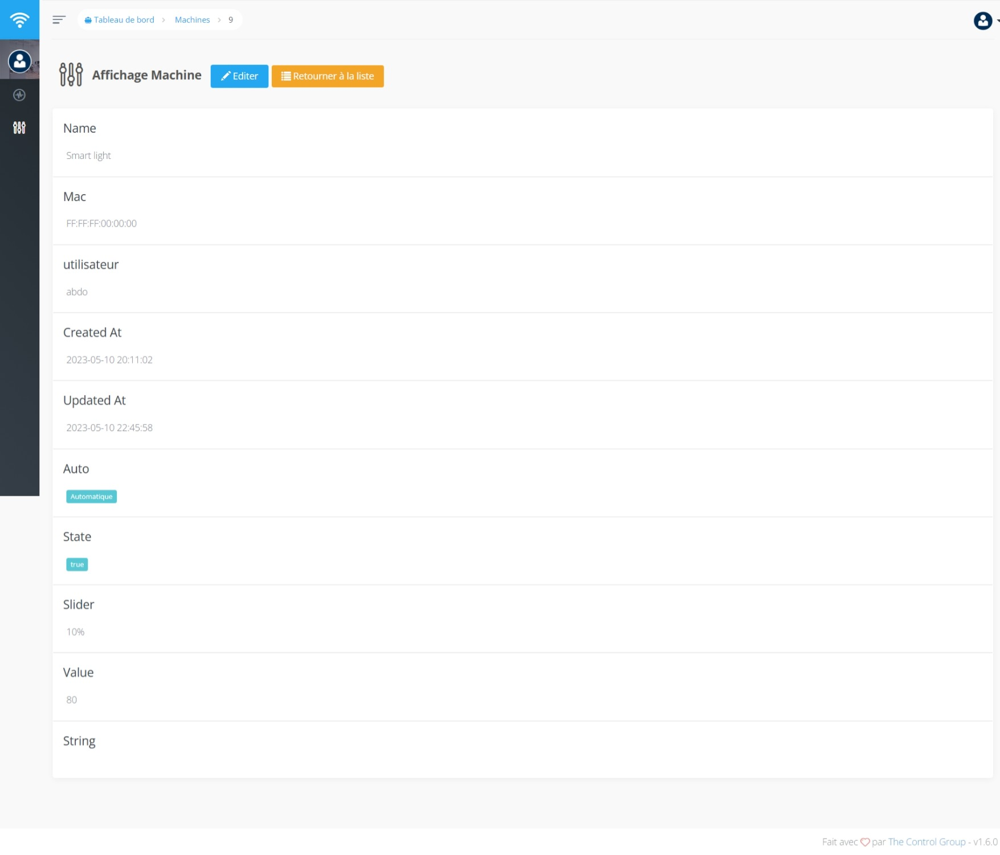 Tableau de bord > Machines > 9
Affichage Machine Editer Retourner à la liste
Name
Smart light
Mac
FF:FF:FF:00:00:00
utilisateur
abdo
Created At
2023-05-10 20:11:02
Updated At
2023-05-10 22:45:58
Auto
Automatique
State
true
Slider
10%
Value
80
String
Fait avec ♡ par The Control Group - v1.6.0